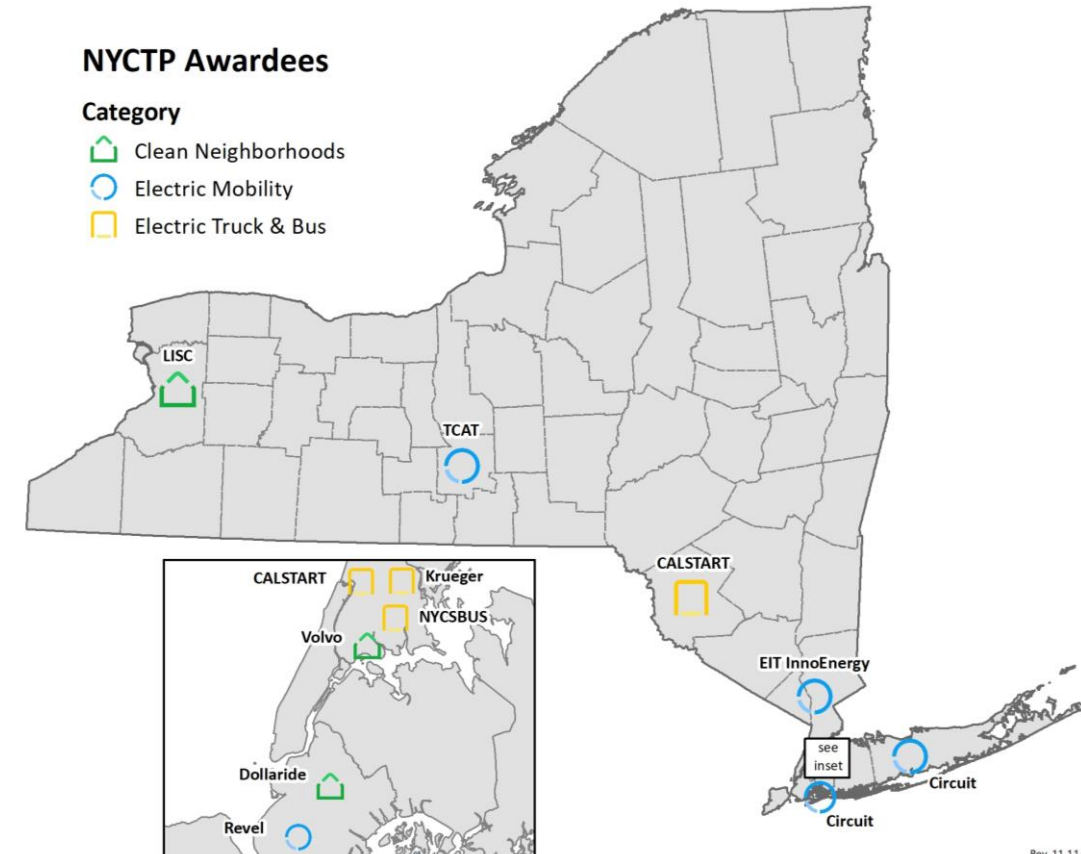 NYCTP Awardees
Category
Clean Neighborhoods
Electric Mobility
Electric Truck & Bus
LISC
TCAT
CALSTART
EIT InnoEnergy
see
inset
Circuit
Circuit
CALSTART
Krueger
NYCSBUS
Volvo
Dollaride
Revel